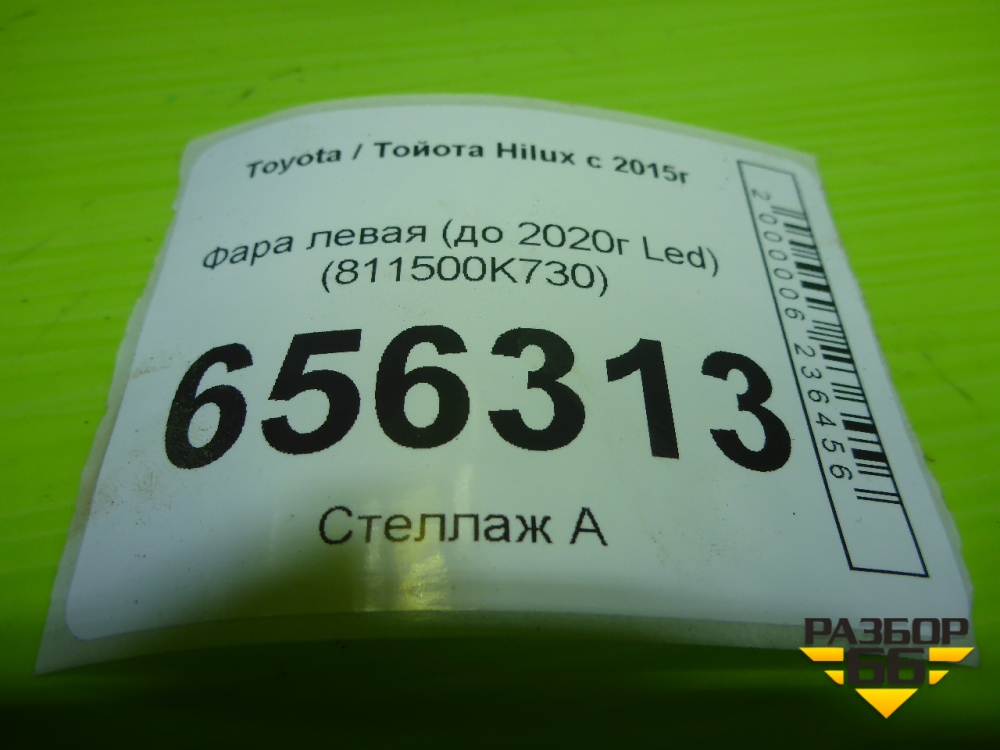 Toyota / Тойота Hilux с 2015г
Фара левая (до 2020г Led)
(811500K730)
656313
Стеллаж А
2000006236456
РАЗБОР
66